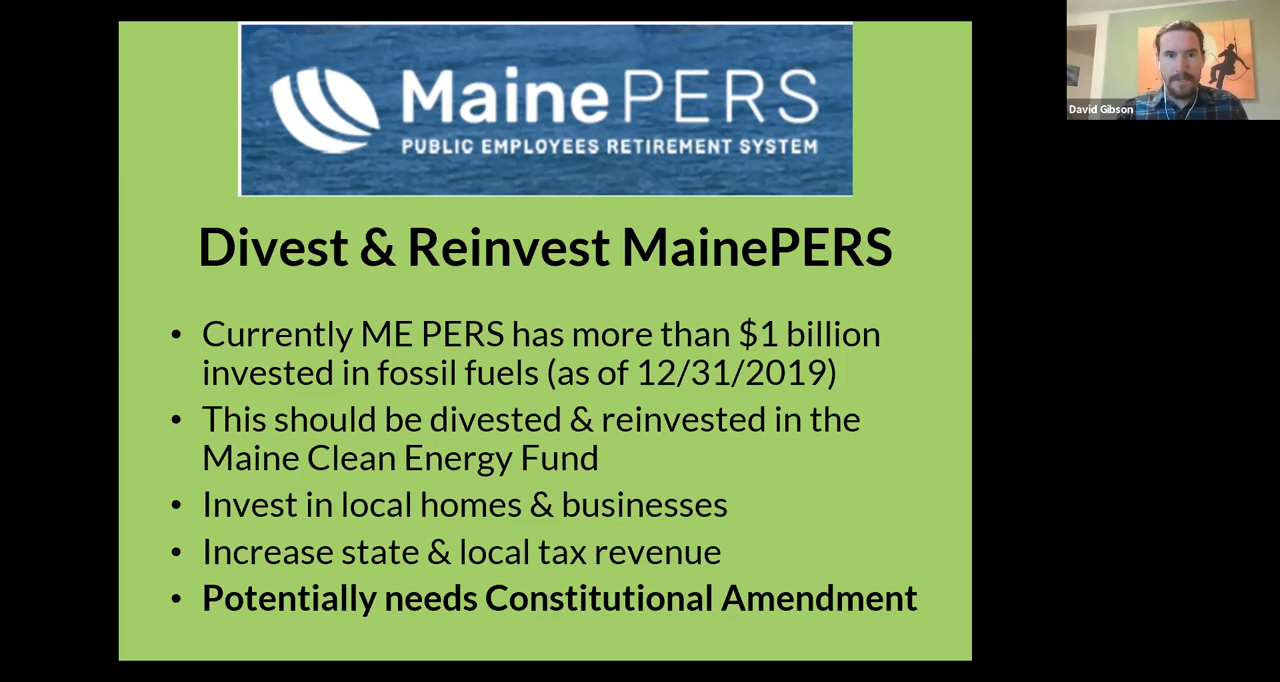 Maine PERS
PUBLIC EMPLOYEES RETIREMENT SYSTEM
David Gibson
Divest & Reinvest MainePERS
• Currently ME PERS has more than $1 billion
invested in fossil fuels (as of 12/31/2019)
• This should be divested & reinvested in the
Maine Clean Energy Fund
• Invest in local homes & businesses
• Increase state & local tax revenue
• Potentially needs Constitutional Amendment